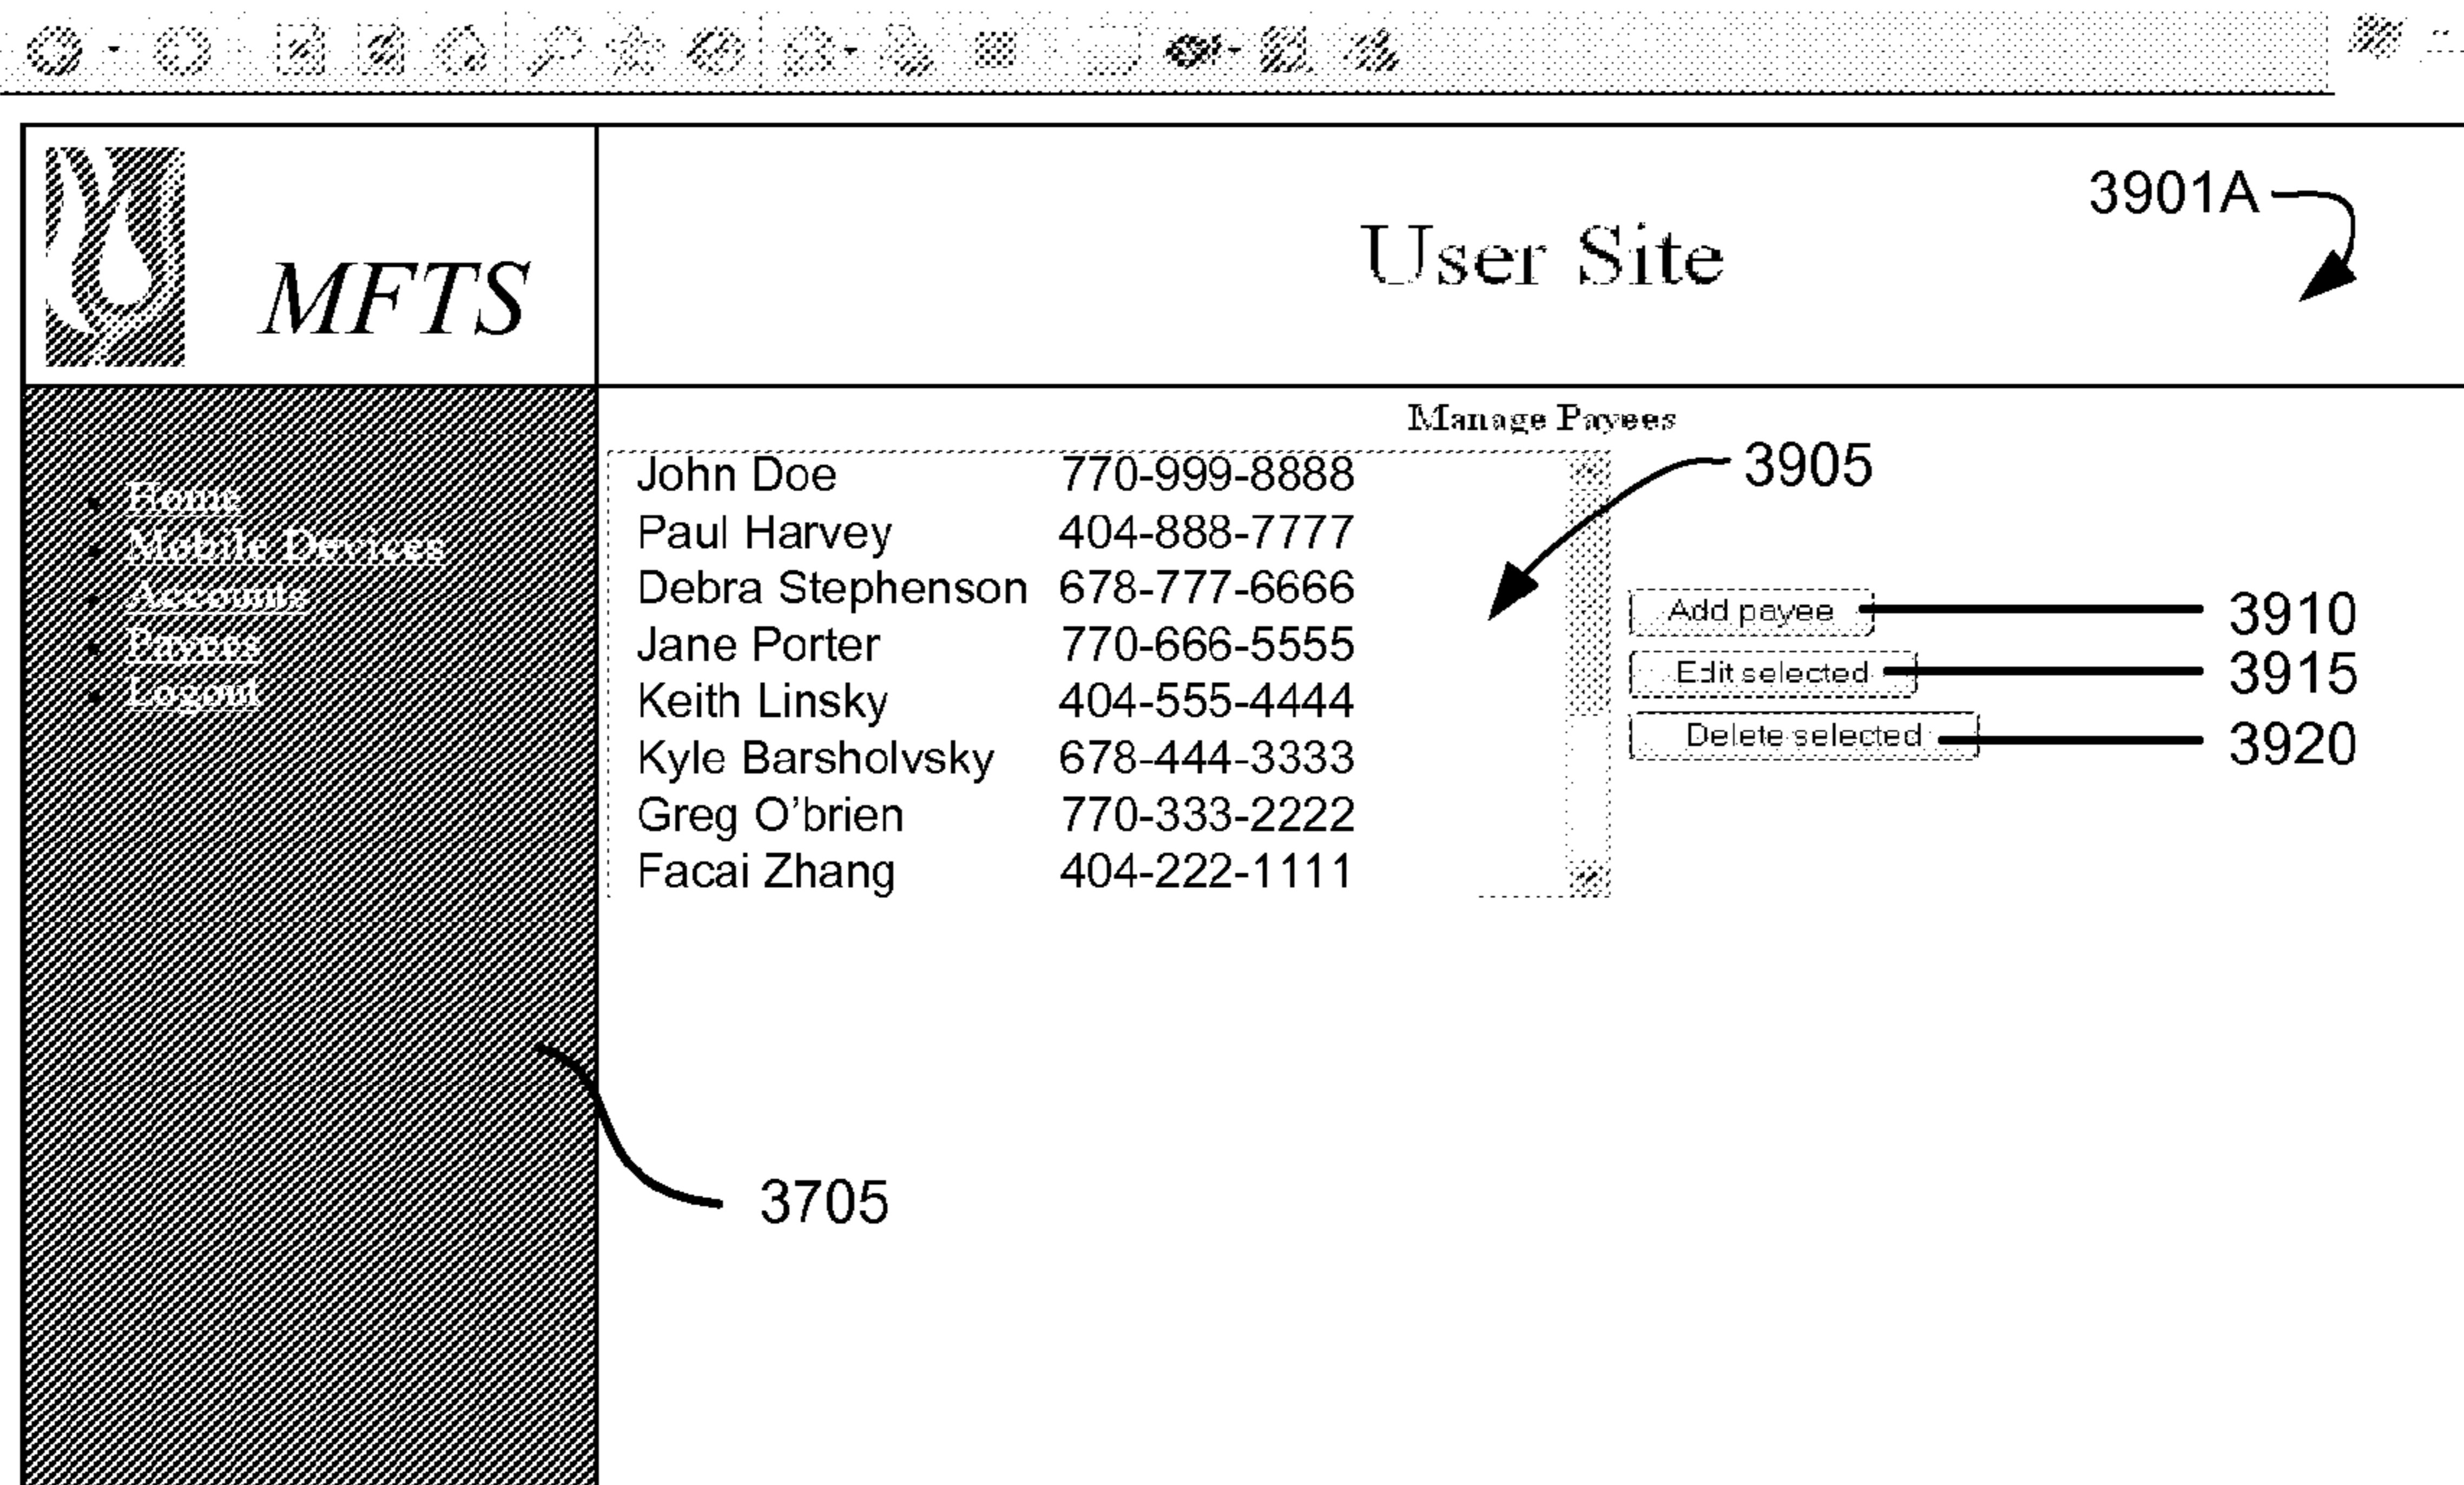 3901A
MFTS
User Site
Manage Payees
Home
Mobile Devices
Accounts
Payees
Logout
John Doe 770-999-8888
Paul Harvey 404-888-7777
Debra Stephenson 678-777-6666
Jane Porter 770-666-5555
Keith Linsky 404-555-4444
Kyle Barsholvsky 678-444-3333
Greg O'brien 770-333-2222
Facai Zhang 404-222-1111
3905
Add payee 3910
Edit selected 3915
Delete selected 3920
3705